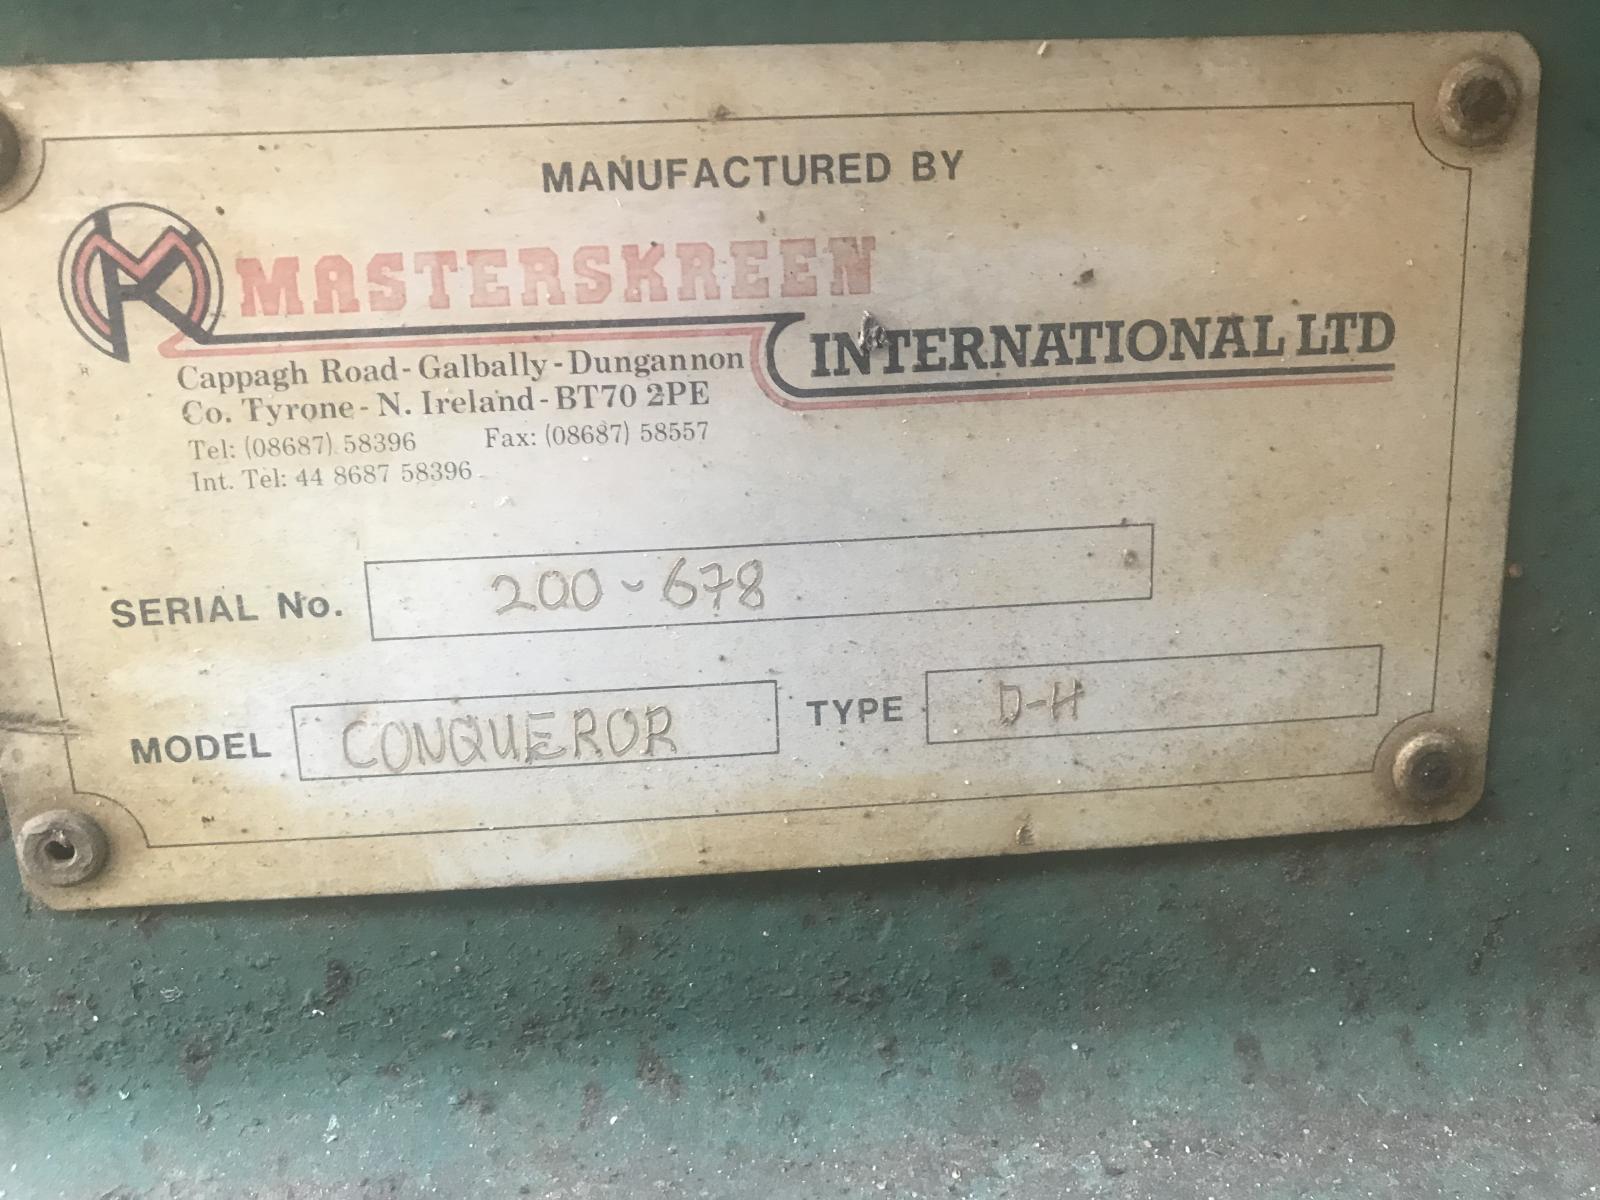 MANUFACTURED BY
MASTERSKREEN
INTERNATIONAL LTD
Cappagh Road - Galbally - Dungannon
Co. Tyrone - N. Ireland - BT70 2PE
Tel: (08687) 58396 Fax: (08687) 58557
Int. Tel: 44 8687 58396
SERIAL No. 200-678
MODEL CONQUEROR TYPE D-H